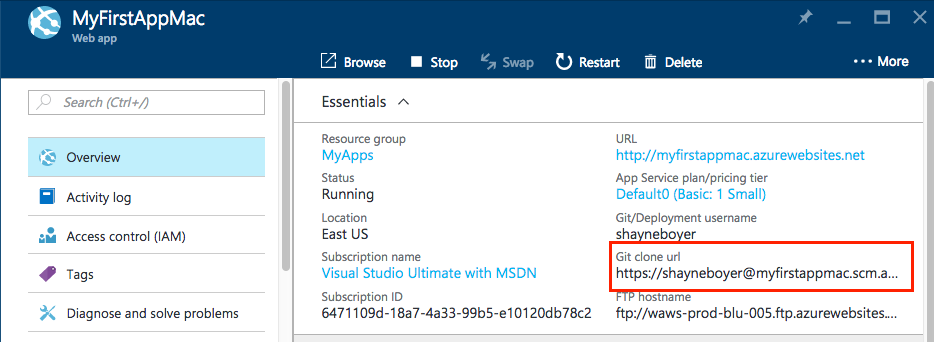 MyFirstAppMac
Web app
Browse
Stop
Swap
Restart
Delete
More
Search (Ctrl+/)
Overview
Activity log
Access control (IAM)
Tags
Diagnose and solve problems
Essentials
Resource group
MyApps
Status
Running
Location
East US
Subscription name
Visual Studio Ultimate with MSDN
Subscription ID
6471109d-18a7-4a33-99b5-e10120db78c2
URL
http://myfirstappmac.azurewebsites.net
App Service plan/pricing tier
Default0 (Basic: 1 Small)
Git/Deployment username
shayneboyer
Git clone url
https://shayneboyer@myfirstappmac.scm.a...
FTP hostname
ftp://waws-prod-blu-005.ftp.azurewebsites....